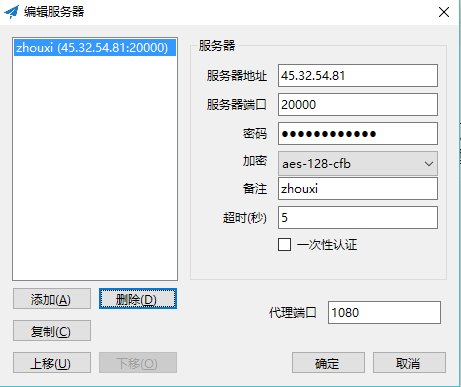 编辑服务器
zhouxi (45.32.54.81:20000)
服务器
服务器地址 45.32.54.81
服务器端口 20000
密码 ●●●●●●●●●●●●
加密 aes-128-cfb
备注 zhouxi
超时(秒) 5
一次性认证
添加(A) 删除(D)
代理端口 1080
复制(C)
上移(U) 下移(O) 确定 取消